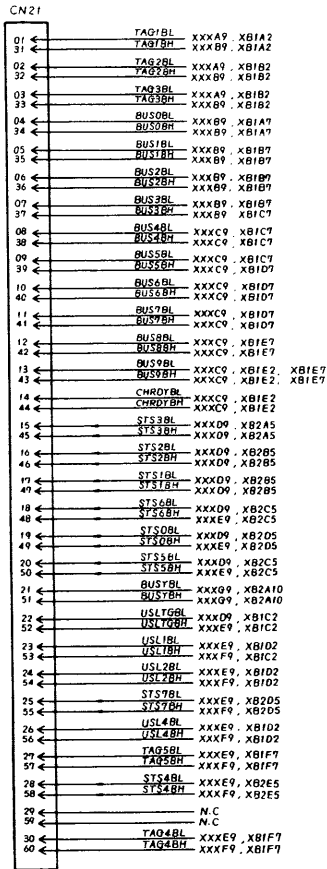 CN21
01 TAG1BL XXXA9, XB1A2
31 TAG1BH XXXB9, XB1A2
02 TAG2BL XXXA9, XB1B2
32 TAG2BH XXXB9, XB1B2
03 TAG3BL XXXA9, XB1B2
33 TAG3BH XXXB9, XB1B2
04 BUS0BL XXXB9, XB1A7
34 BUS0BH XXXB9, XB1A7
05 BUS1BL XXXB9, XB1B7
35 BUS1BH XXXB9, XB1B7
06 BUS2BL XXXB9, XB1B7
36 BUS2BH XXXB9, XB1B7
07 BUS3BL XXXB9, XB1B7
37 BUS3BH XXXB9, XB1C7
08 BUS4BL XXXC9, XB1C7
38 BUS4BH XXXC9, XB1C7
09 BUS5BL XXXC9, XB1C7
39 BUS5BH XXXC9, XB1D7
10 BUS6BL XXXC9, XB1D7
40 BUS6BH XXXC9, XB1D7
11 BUS7BL XXXC9, XB1D7
41 BUS7BH XXXC9, XB1D7
12 BUS8BL XXXC9, XB1E7
42 BUS8BH XXXC9, XB1E7
13 BUS9BL XXXC9, XB1E2, XB1E7
43 BUS9BH XXXC9, XB1E2, XB1E7
14 CHRDYBL XXXC9, XB1E2
44 CHRDYBH XXXC9, XB1E2
15 STS3BL XXXD9, XB2A5
45 STS3BH XXXD9, XB2A5
16 STS2BL XXXD9, XB2B5
46 STS2BH XXXD9, XB2B5
17 STS1BL XXXD9, XB2B5
47 STS1BH XXXD9, XB2B5
18 STS6BL XXXD9, XB2C5
48 STS6BH XXXE9, XB2C5
19 STS0BL XXXD9, XB2D5
49 STS0BH XXXE9, XB2D5
20 STS5BL XXXD9, XB2C5
50 STS5BH XXXE9, XB2C5
21 BUSYBL XXXG9, XB2A10
51 BUSYBH XXXG9, XB2A10
22 USLTGBL XXXD9, XB1C2
52 USLTGBH XXXE9, XB1C2
23 USL1BL XXXE9, XB1D2
53 USL1BH XXXF9, XB1C2
24 USL2BL XXXE9, XB1D2
54 USL2BH XXXF9, XB1D2
25 STS7BL XXXE9, XB2D5
55 STS7BH XXXF9, XB2D5
26 USL4BL XXXE9, XB1D2
56 USL4BH XXXF9, XB1D2
27 TAG5BL XXXE9, XB1F7
57 TAG5BH XXXF9, XB1F7
28 STS4BL XXXE9, XB2E5
58 STS4BH XXXF9, XB2E5
29 N.C
59 N.C
30 TAG4BL XXXE9, XB1F7
60 TAG4BH XXXF9, XB1F7